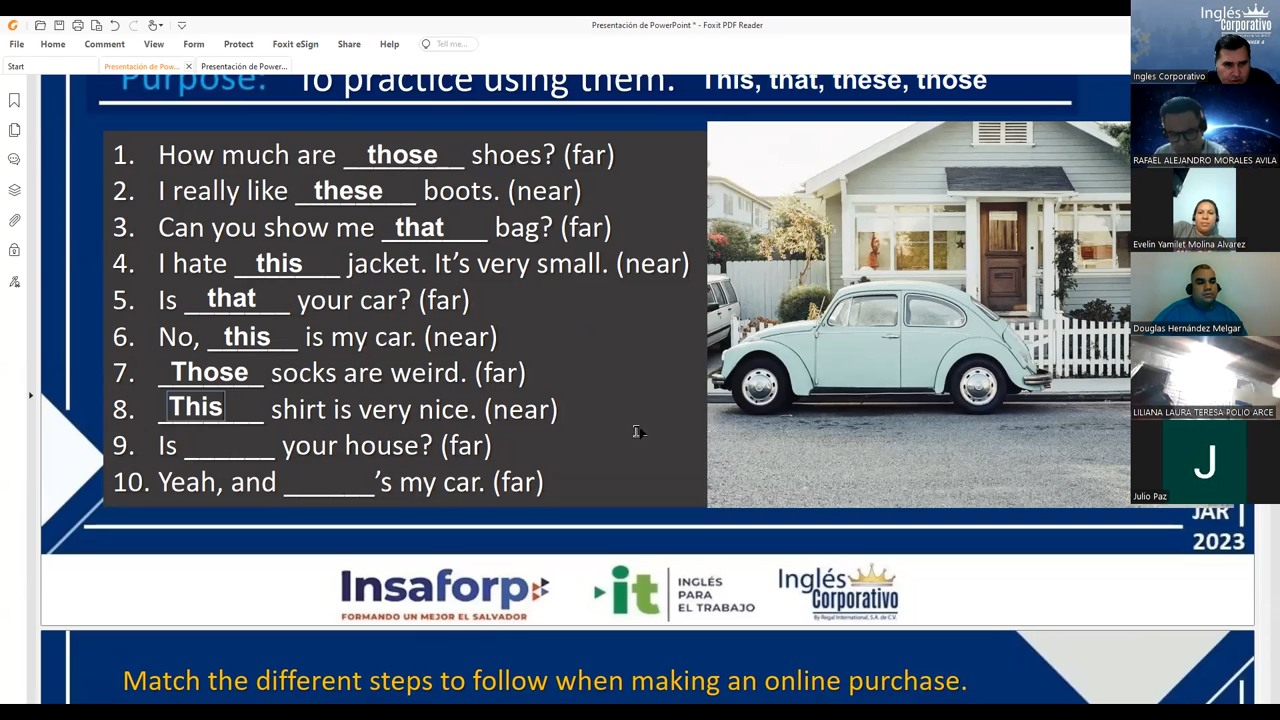 Presentación de PowerPoint * - Foxit PDF Reader
File Home Comment View Form Protect Foxit eSign Share Help Tell me...
Start Presentación de Pow... Presentación de Power...
Purpose: To practice using them. This, that, these, those
1. How much are those shoes? (far)
2. I really like these boots. (near)
3. Can you show me that bag? (far)
4. I hate this jacket. It's very small. (near)
5. Is that your car? (far)
6. No, this is my car. (near)
7. Those socks are weird. (far)
8. This shirt is very nice. (near)
9. Is ______ your house? (far)
10. Yeah, and ______'s my car. (far)
JAR
2023
Insaforp
FORMANDO UN MEJOR EL SALVADOR
it
INGLÉS
PARA
EL TRABAJO
Inglés
Corporativo
By Regal International, S.A. de C.V.
Match the different steps to follow when making an online purchase.
Inglés
Corporativo
Ingles Corporativo
RAFAEL ALEJANDRO MORALES AVILA
Evelin Yamilet Molina Alvarez
Douglas Hernández Melgar
LILIANA LAURA TERESA POLIO ARCE
J
Julio Paz